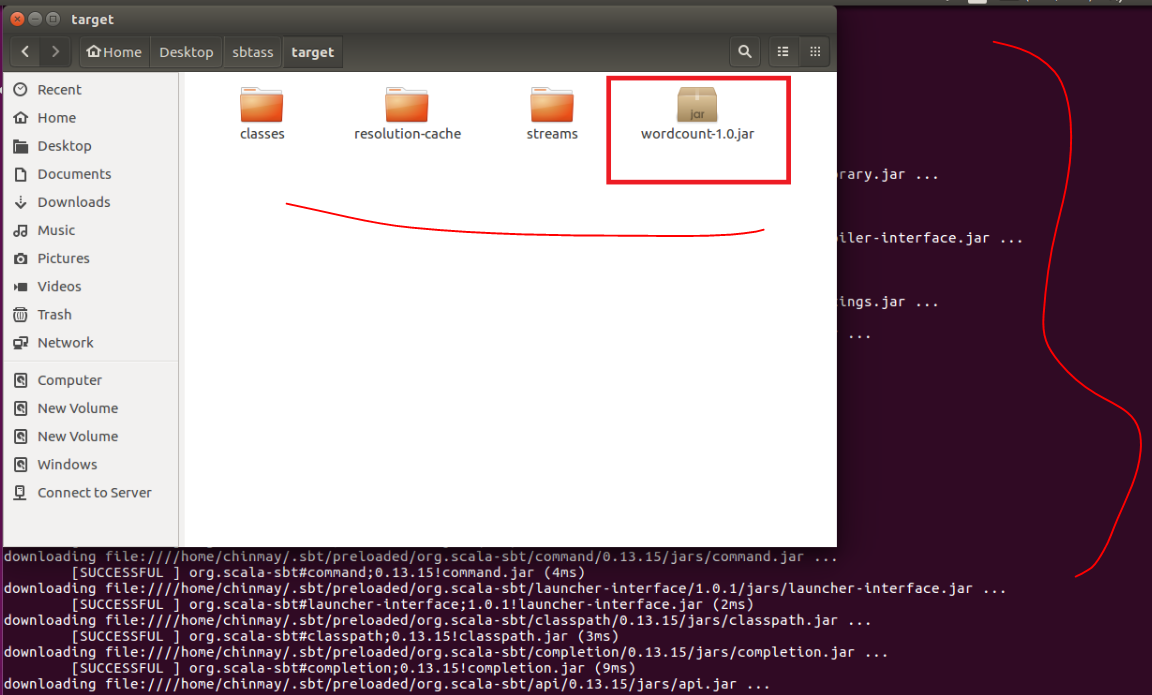 target
Home Desktop sbtass target
Recent
Home
Desktop
Documents
Downloads
Music
Pictures
Videos
Trash
Network
Computer
New Volume
New Volume
Windows
Connect to Server
classes resolution-cache streams wordcount-1.0.jar
jar
rary.jar ...
iler-interface.jar ...
ings.jar ...
...
downloading file:////home/chinmay/.sbt/preloaded/org.scala-sbt/command/0.13.15/jars/command.jar ...
[SUCCESSFUL ] org.scala-sbt#command;0.13.15!command.jar (4ms)
downloading file:////home/chinmay/.sbt/preloaded/org.scala-sbt/launcher-interface/1.0.1/jars/launcher-interface.jar ...
[SUCCESSFUL ] org.scala-sbt#launcher-interface;1.0.1!launcher-interface.jar (2ms)
downloading file:////home/chinmay/.sbt/preloaded/org.scala-sbt/classpath/0.13.15/jars/classpath.jar ...
[SUCCESSFUL ] org.scala-sbt#classpath;0.13.15!classpath.jar (3ms)
downloading file:////home/chinmay/.sbt/preloaded/org.scala-sbt/completion/0.13.15/jars/completion.jar ...
[SUCCESSFUL ] org.scala-sbt#completion;0.13.15!completion.jar (9ms)
downloading file:////home/chinmay/.sbt/preloaded/org.scala-sbt/api/0.13.15/jars/api.jar ...